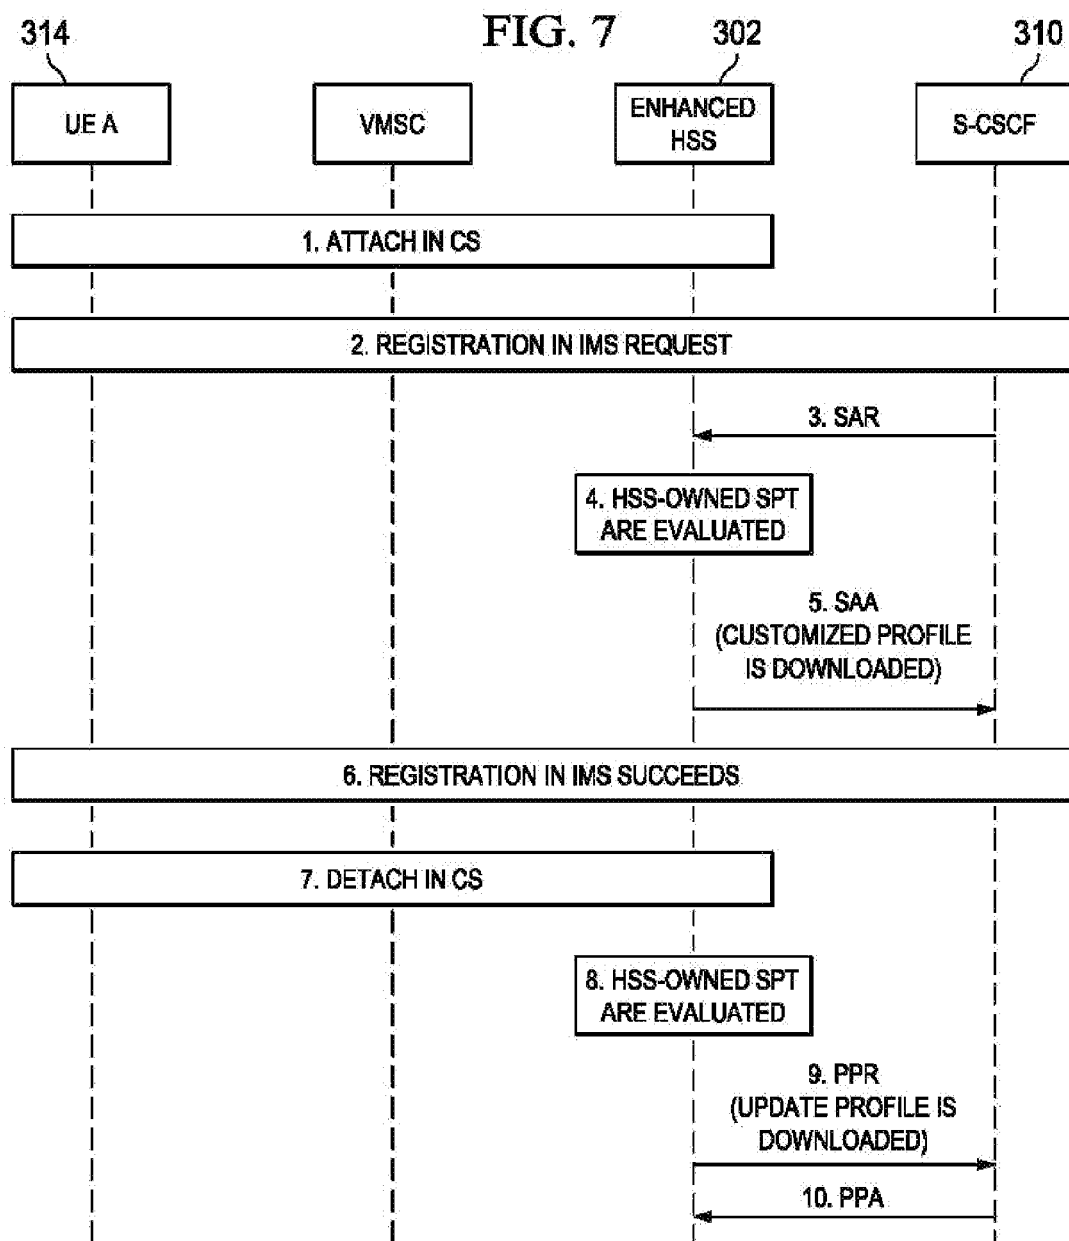 FIG. 7
314
302
310
UE A
VMSC
ENHANCED
HSS
S-CSCF
1. ATTACH IN CS
2. REGISTRATION IN IMS REQUEST
3. SAR
4. HSS-OWNED SPT
ARE EVALUATED
5. SAA
(CUSTOMIZED PROFILE
IS DOWNLOADED)
6. REGISTRATION IN IMS SUCCEEDS
7. DETACH IN CS
8. HSS-OWNED SPT
ARE EVALUATED
9. PPR
(UPDATE PROFILE IS
DOWNLOADED)
10. PPA